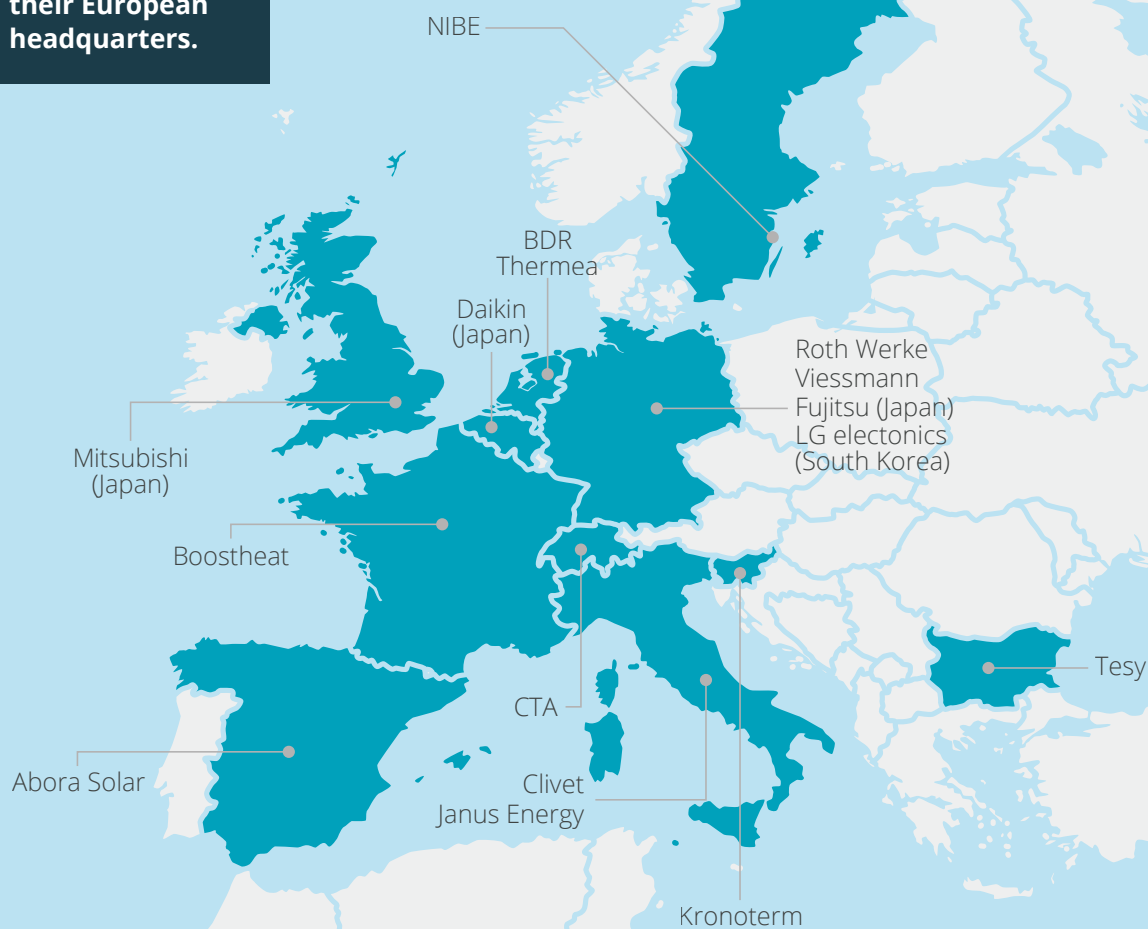 their European
headquarters.
NIBE
BDR
Thermea
Daikin
(Japan)
Roth Werke
Viessmann
Fujitsu (Japan)
LG electonics
(South Korea)
Mitsubishi
(Japan)
Boostheat
Tesy
CTA
Abora Solar
Clivet
Janus Energy
Kronoterm